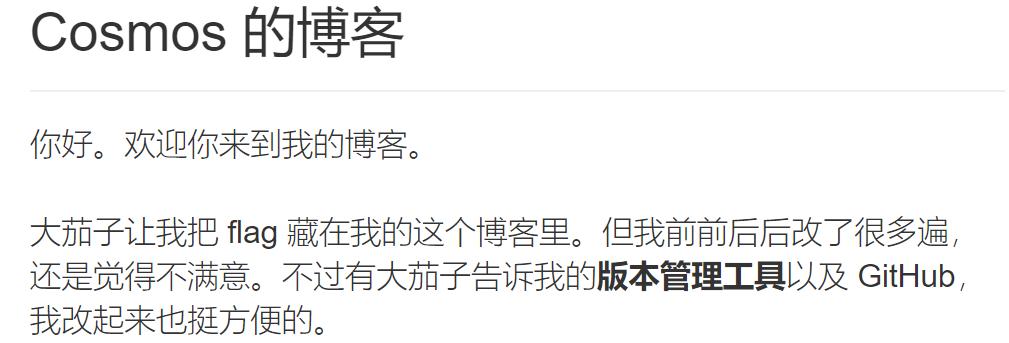 Cosmos 的博客
你好。欢迎你来到我的博客。
大茄子让我把 flag 藏在我的这个博客里。但我前前后后改了很多遍，
还是觉得不满意。不过有大茄子告诉我的版本管理工具以及 GitHub，
我改起来也挺方便的。